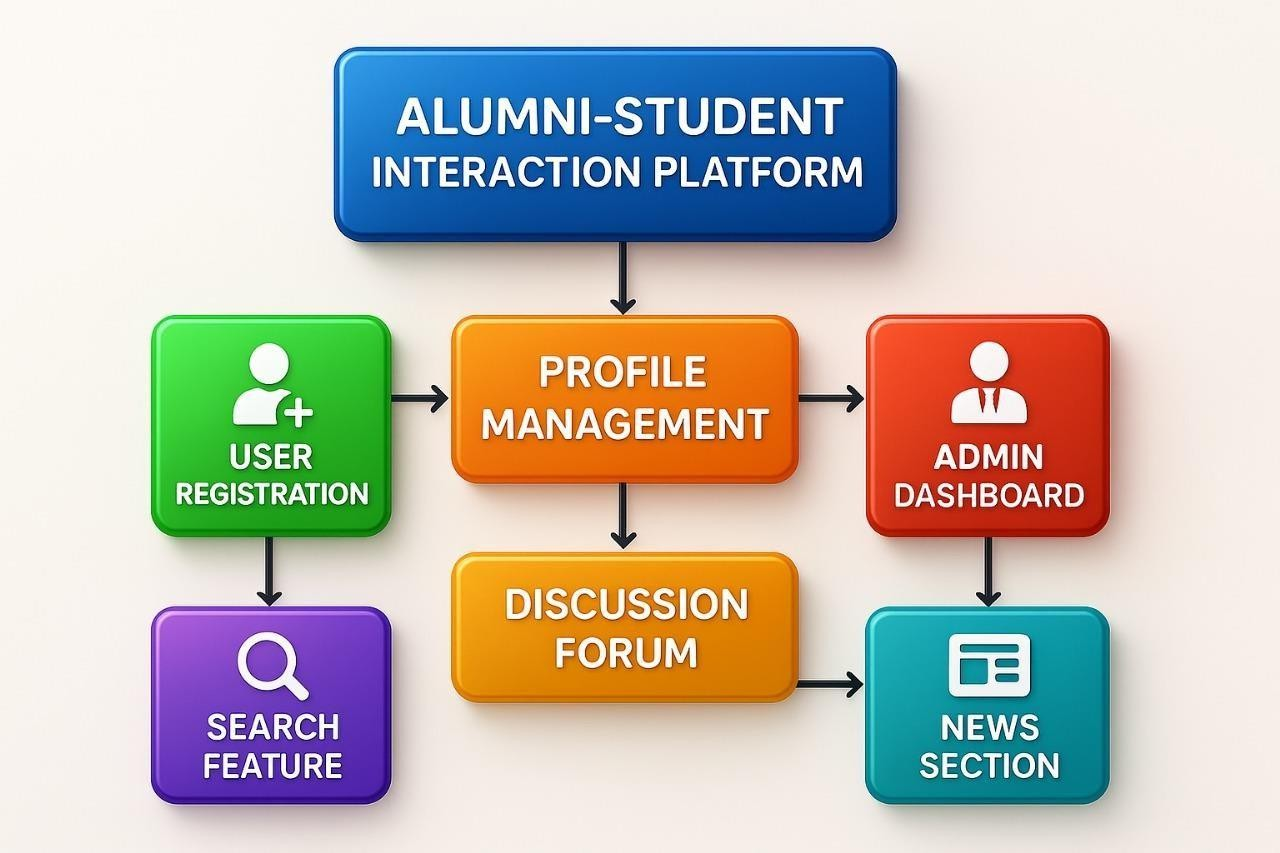 ALUMNI-STUDENT
INTERACTION PLATFORM
USER
REGISTRATION
PROFILE
MANAGEMENT
ADMIN
DASHBOARD
SEARCH
FEATURE
DISCUSSION
FORUM
NEWS
SECTION